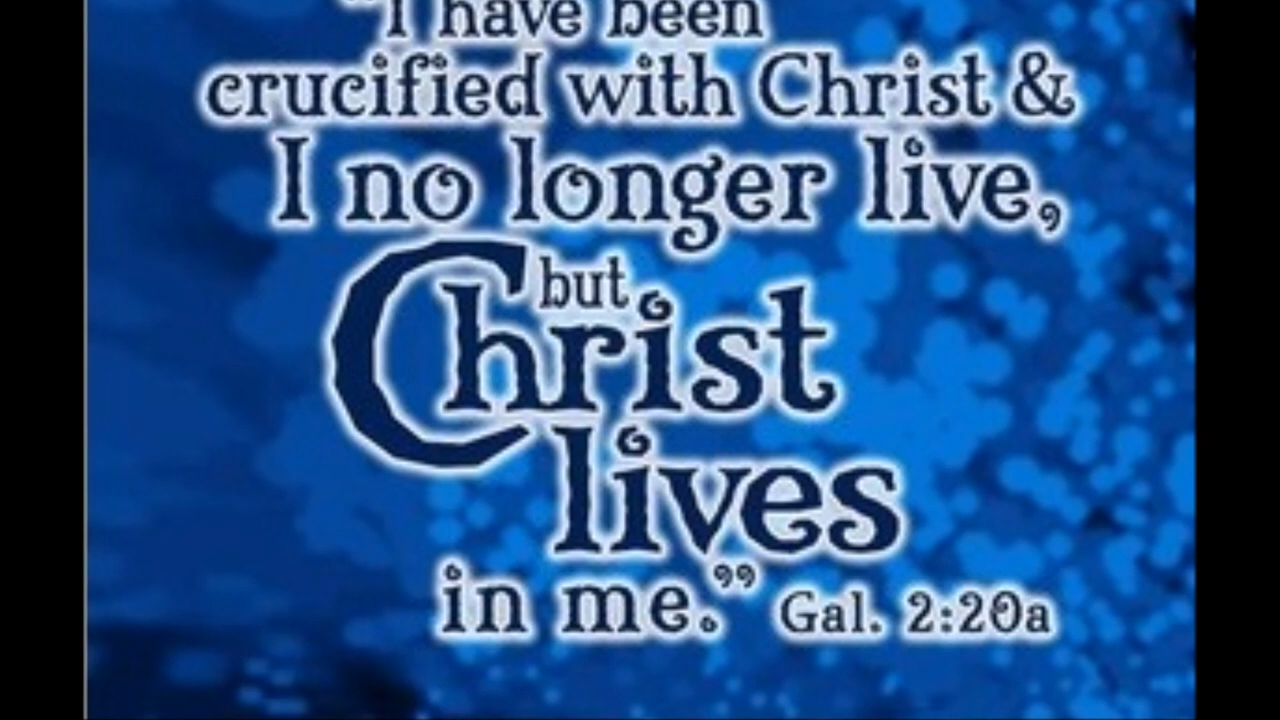 “I have been
crucified with Christ &
I no longer live,
but
Christ
lives
in me.” Gal. 2:20a